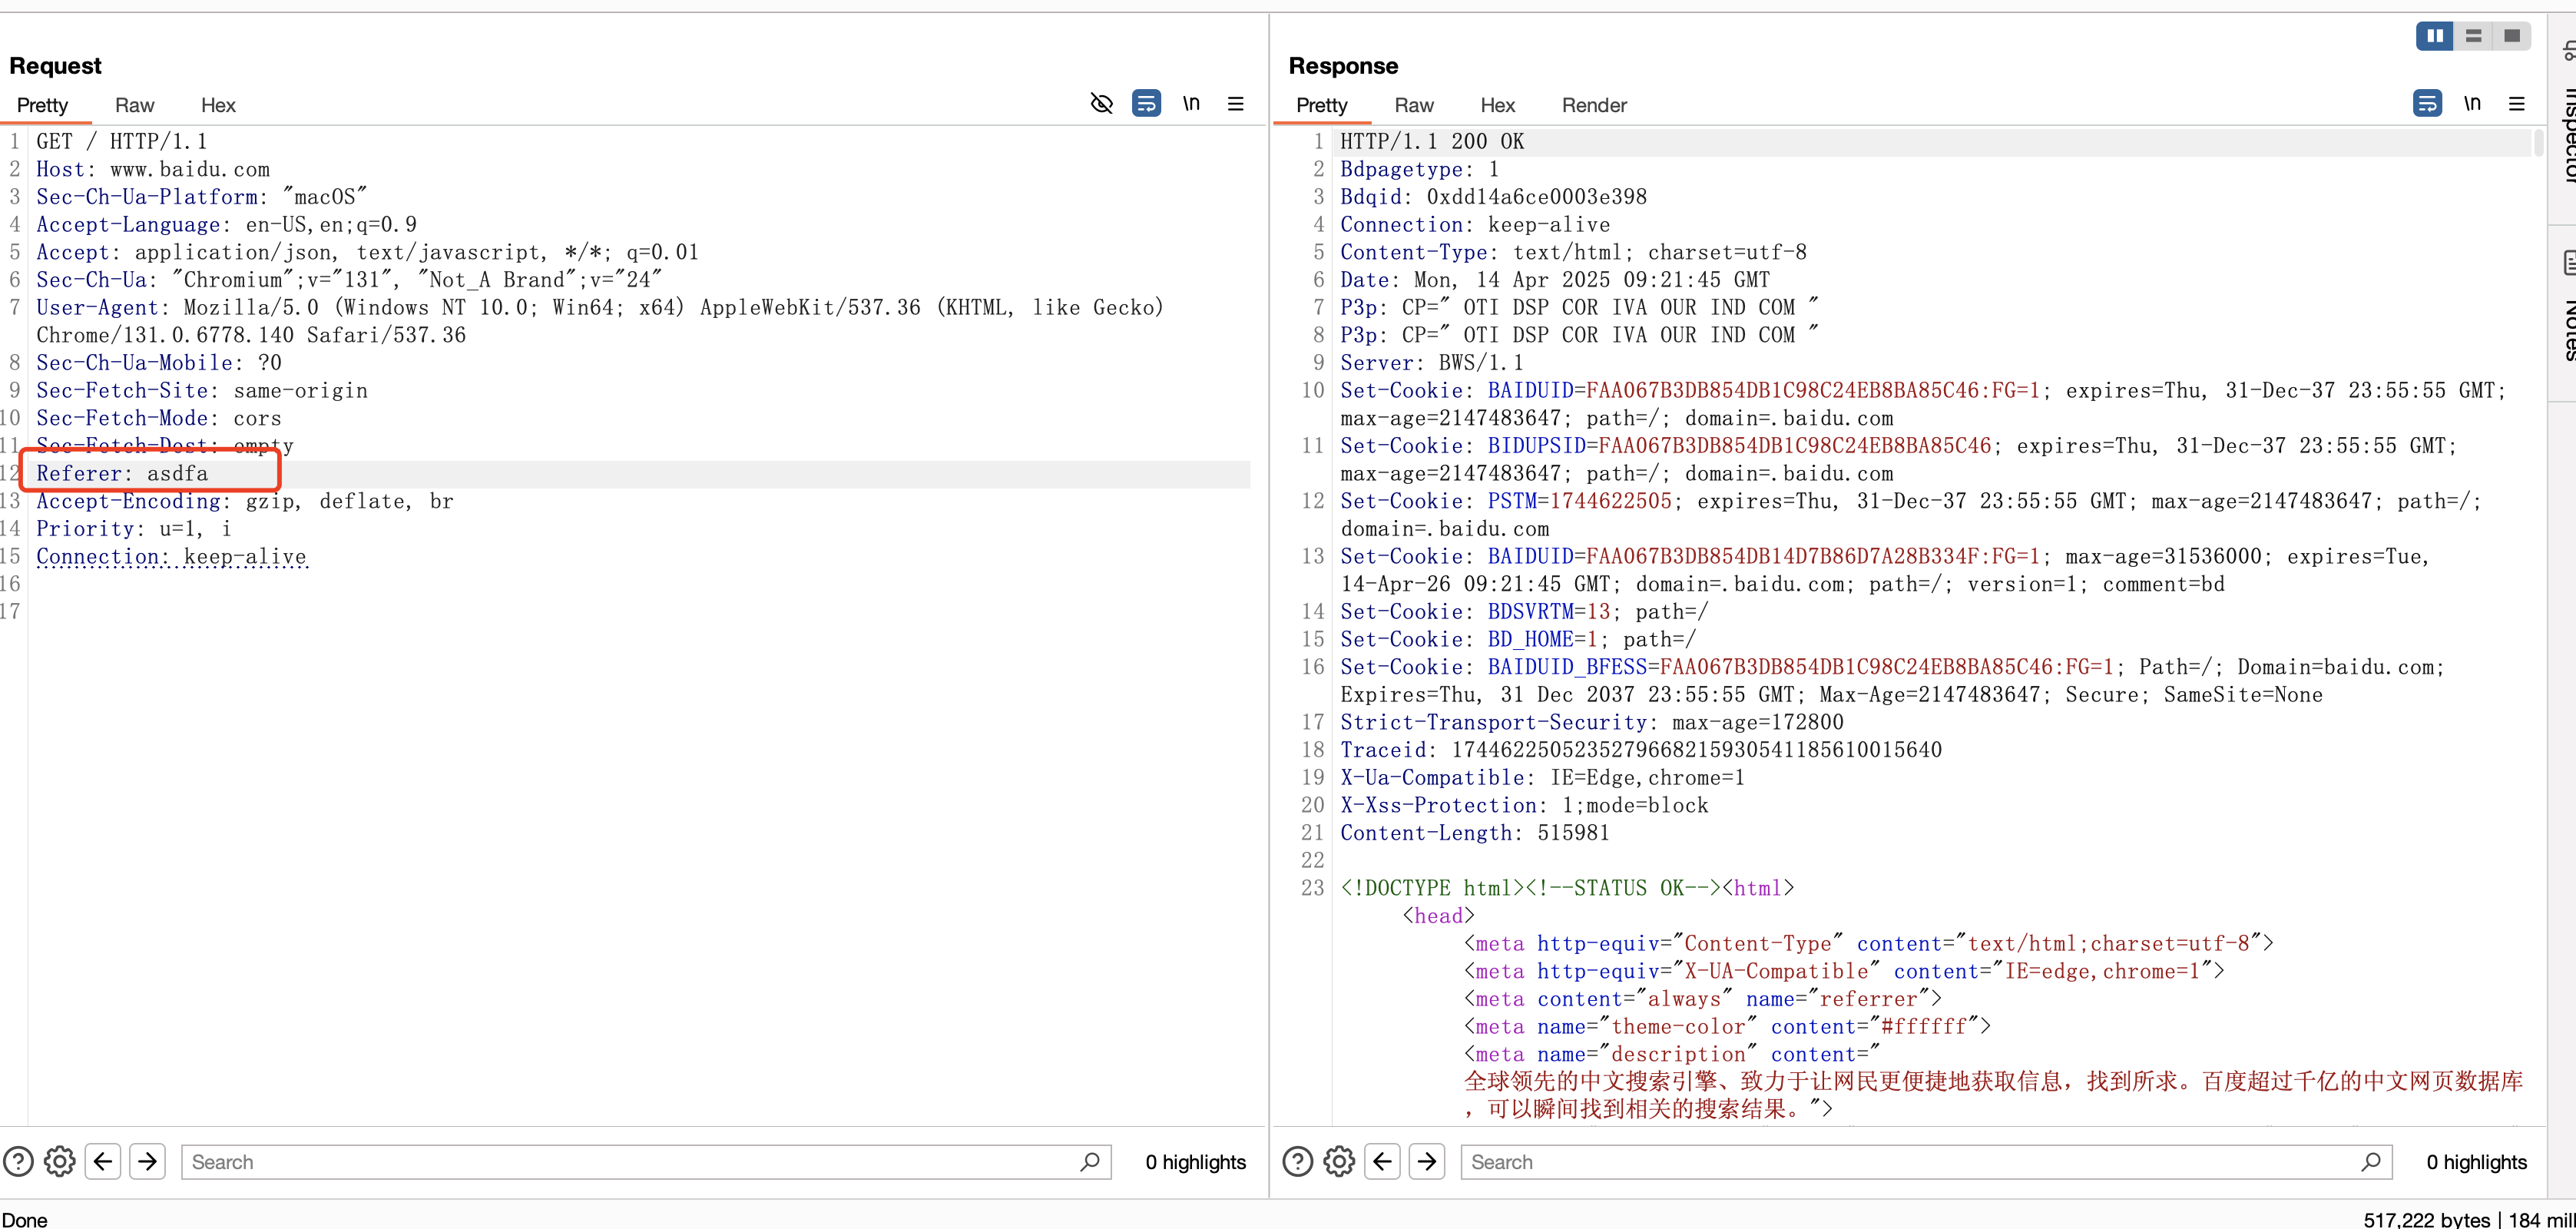 Request
Pretty Raw Hex \n
1 GET / HTTP/1.1
2 Host: www.baidu.com
3 Sec-Ch-Ua-Platform: "macOS"
4 Accept-Language: en-US,en;q=0.9
5 Accept: application/json, text/javascript, */*; q=0.01
6 Sec-Ch-Ua: "Chromium";v="131", "Not_A Brand";v="24"
7 User-Agent: Mozilla/5.0 (Windows NT 10.0; Win64; x64) AppleWebKit/537.36 (KHTML, like Gecko)
Chrome/131.0.6778.140 Safari/537.36
8 Sec-Ch-Ua-Mobile: ?0
9 Sec-Fetch-Site: same-origin
10 Sec-Fetch-Mode: cors
11 Sec-Fetch-Dest: empty
12 Referer: asdfa
13 Accept-Encoding: gzip, deflate, br
14 Priority: u=1, i
15 Connection: keep-alive
16
17
Search
0 highlights
Response
Pretty Raw Hex Render \n
1 HTTP/1.1 200 OK
2 Bdpagetype: 1
3 Bdqid: 0xdd14a6ce0003e398
4 Connection: keep-alive
5 Content-Type: text/html; charset=utf-8
6 Date: Mon, 14 Apr 2025 09:21:45 GMT
7 P3p: CP=" OTI DSP COR IVA OUR IND COM "
8 P3p: CP=" OTI DSP COR IVA OUR IND COM "
9 Server: BWS/1.1
10 Set-Cookie: BAIDUID=FAA067B3DB854DB1C98C24EB8BA85C46:FG=1; expires=Thu, 31-Dec-37 23:55:55 GMT;
max-age=2147483647; path=/; domain=.baidu.com
11 Set-Cookie: BIDUPSID=FAA067B3DB854DB1C98C24EB8BA85C46; expires=Thu, 31-Dec-37 23:55:55 GMT;
max-age=2147483647; path=/; domain=.baidu.com
12 Set-Cookie: PSTM=1744622505; expires=Thu, 31-Dec-37 23:55:55 GMT; max-age=2147483647; path=/;
domain=.baidu.com
13 Set-Cookie: BAIDUID=FAA067B3DB854DB14D7B86D7A28B334F:FG=1; max-age=31536000; expires=Tue,
14-Apr-26 09:21:45 GMT; domain=.baidu.com; path=/; version=1; comment=bd
14 Set-Cookie: BDSVRTM=13; path=/
15 Set-Cookie: BD_HOME=1; path=/
16 Set-Cookie: BAIDUID_BFESS=FAA067B3DB854DB1C98C24EB8BA85C46:FG=1; Path=/; Domain=baidu.com;
Expires=Thu, 31 Dec 2037 23:55:55 GMT; Max-Age=2147483647; Secure; SameSite=None
17 Strict-Transport-Security: max-age=172800
18 Traceid: 1744622505235279668215930541185610015640
19 X-Ua-Compatible: IE=Edge,chrome=1
20 X-Xss-Protection: 1;mode=block
21 Content-Length: 515981
22
23 <!DOCTYPE html><!--STATUS OK--><html>
<head>
<meta http-equiv="Content-Type" content="text/html;charset=utf-8">
<meta http-equiv="X-UA-Compatible" content="IE=edge,chrome=1">
<meta content="always" name="referrer">
<meta name="theme-color" content="#ffffff">
<meta name="description" content="
全球领先的中文搜索引擎、致力于让网民更便捷地获取信息，找到所求。百度超过千亿的中文网页数据库
，可以瞬间找到相关的搜索结果。">
Search
0 highlights
Inspector
Notes
Done
517,222 bytes | 184